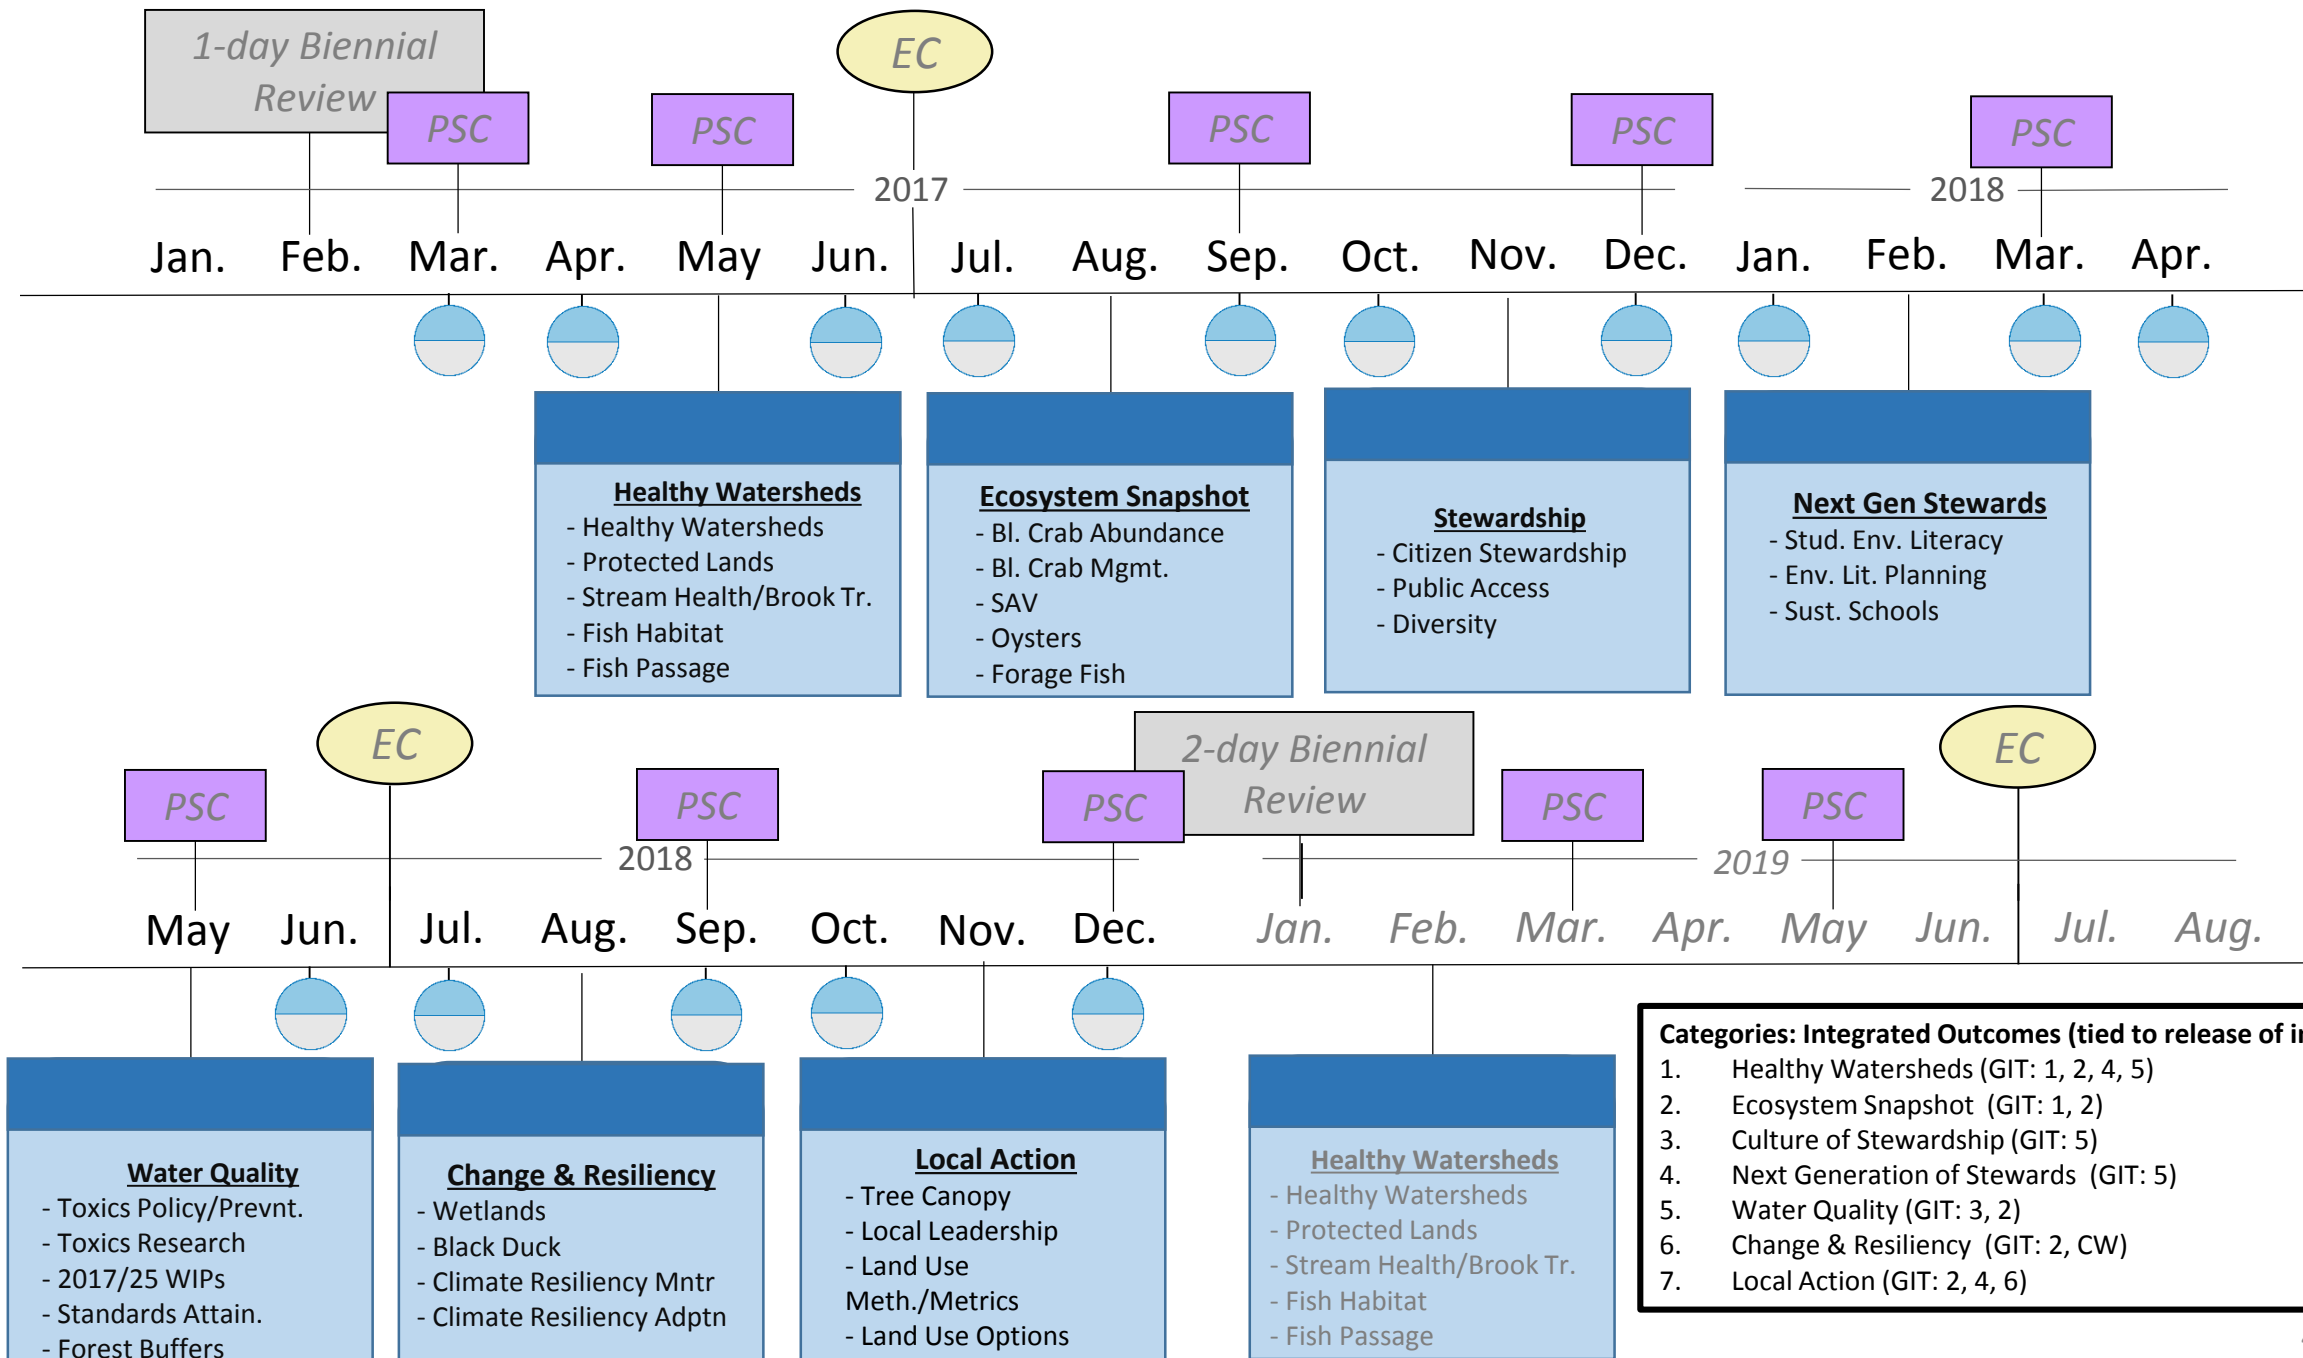 1-day Biennial
Review
EC
PSC
PSC
PSC
PSC
PSC
2017
2018
Jan. Feb. Mar. Apr. May Jun. Jul. Aug. Sep. Oct. Nov. Dec. Jan. Feb. Mar. Apr.
Healthy Watersheds
- Healthy Watersheds
- Protected Lands
- Stream Health/Brook Tr.
- Fish Habitat
- Fish Passage
Ecosystem Snapshot
- Bl. Crab Abundance
- Bl. Crab Mgmt.
- SAV
- Oysters
- Forage Fish
Stewardship
- Citizen Stewardship
- Public Access
- Diversity
Next Gen Stewards
- Stud. Env. Literacy
- Env. Lit. Planning
- Sust. Schools
EC
2-day Biennial
Review
EC
PSC
PSC
PSC
PSC
PSC
2018
2019
May Jun. Jul. Aug. Sep. Oct. Nov. Dec. Jan. Feb. Mar. Apr. May Jun. Jul. Aug.
Water Quality
- Toxics Policy/Prevnt.
- Toxics Research
- 2017/25 WIPs
- Standards Attain.
- Forest Buffers
Change & Resiliency
- Wetlands
- Black Duck
- Climate Resiliency Mntr
- Climate Resiliency Adptn
Local Action
- Tree Canopy
- Local Leadership
- Land Use
Meth./Metrics
- Land Use Options
Healthy Watersheds
- Healthy Watersheds
- Protected Lands
- Stream Health/Brook Tr.
- Fish Habitat
- Fish Passage
Categories: Integrated Outcomes (tied to release of
1. Healthy Watersheds (GIT: 1, 2, 4, 5)
2. Ecosystem Snapshot (GIT: 1, 2)
3. Culture of Stewardship (GIT: 5)
4. Next Generation of Stewards (GIT: 5)
5. Water Quality (GIT: 3, 2)
6. Change & Resiliency (GIT: 2, CW)
7. Local Action (GIT: 2, 4, 6)